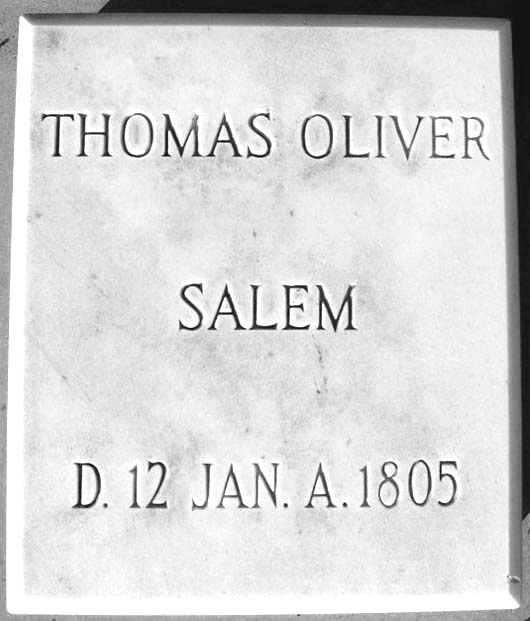 THOMAS OLIVER
SALEM
D. 12 JAN. A. 1805